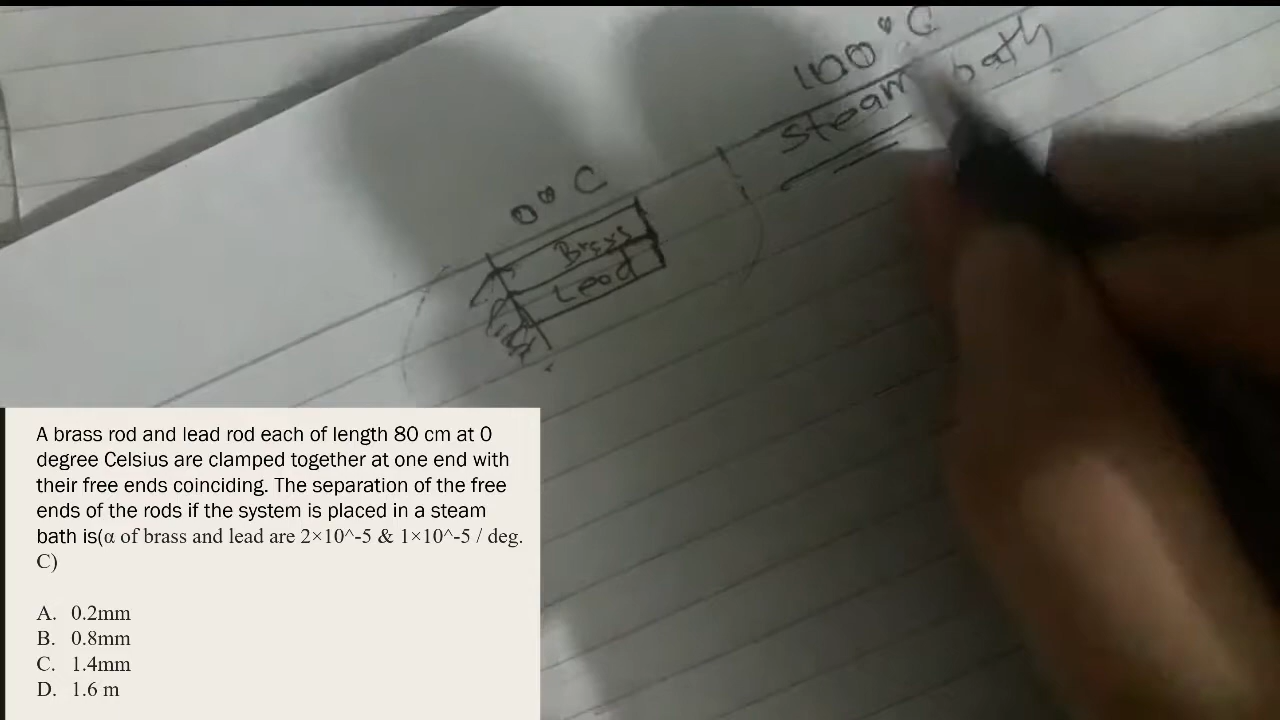 100°C
steam bath
0°C
Brass
Lead
A brass rod and lead rod each of length 80 cm at 0
degree Celsius are clamped together at one end with
their free ends coinciding. The separation of the free
ends of the rods if the system is placed in a steam
bath is(α of brass and lead are 2×10^-5 & 1×10^-5 / deg.
C)
A. 0.2mm
B. 0.8mm
C. 1.4mm
D. 1.6 m